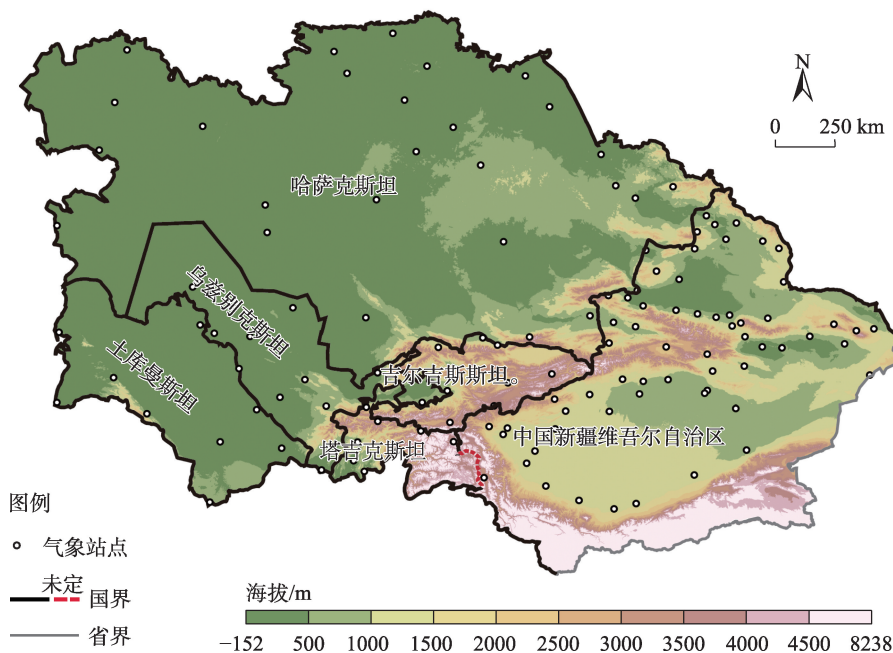 N
0 250 km
哈萨克斯坦
乌兹别克斯坦
土库曼斯坦
吉尔吉斯斯坦
塔吉克斯坦
中国新疆维吾尔自治区
图例
气象站点
未定
国界
省界
海拔/m
−152 500 1000 1500 2000 2500 3000 3500 4000 4500 8238